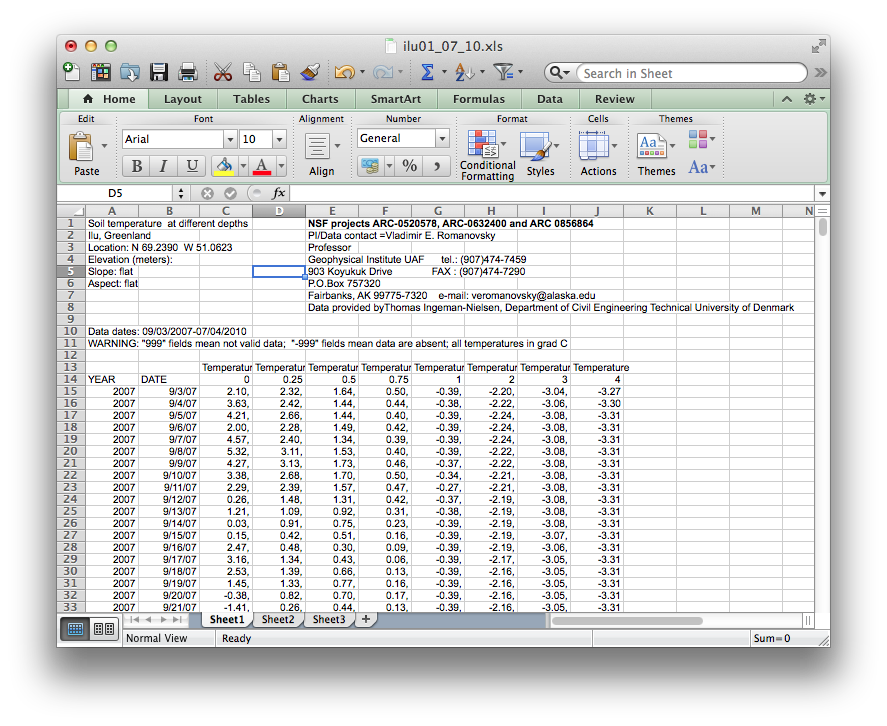 ilu01_07_10.xls
Search in Sheet
Home Layout Tables Charts SmartArt Formulas Data Review
Edit Font Alignment Number Format Cells Themes
Arial 10 General
B I U A % Aa
Paste Align Conditional Formatting Styles Actions Themes Aa
D5 fx
A B C D E F G H I J K L M N
1 Soil temperature at different depths NSF projects ARC-0520578, ARC-0632400 and ARC 0856864
2 Ilu, Greenland PI/Data contact =Vladimir E. Romanovsky
3 Location: N 69.2390 W 51.0623 Professor
4 Elevation (meters): Geophysical Institute UAF tel.: (907)474-7459
5 Slope: flat 903 Koyukuk Drive FAX : (907)474-7290
6 Aspect: flat P.O.Box 757320
7 Fairbanks, AK 99775-7320 e-mail: veromanovsky@alaska.edu
8 Data provided byThomas Ingeman-Nielsen, Department of Civil Engineering Technical University of Denmark
9
10 Data dates: 09/03/2007-07/04/2010
11 WARNING: "999" fields mean not valid data; "-999" fields mean data are absent; all temperatures in grad C
12
13 Temperatur Temperatur Temperatur Temperatur Temperatur Temperatur Temperatur Temperature
14 YEAR DATE 0 0.25 0.5 0.75 1 2 3 4
15 2007 9/3/07 2.10, 2.32, 1.64, 0.50, -0.39, -2.20, -3.04, -3.27
16 2007 9/4/07 3.63, 2.42, 1.44, 0.44, -0.38, -2.22, -3.06, -3.30
17 2007 9/5/07 4.21, 2.66, 1.44, 0.40, -0.39, -2.24, -3.08, -3.31
18 2007 9/6/07 2.00, 2.28, 1.49, 0.42, -0.39, -2.24, -3.08, -3.31
19 2007 9/7/07 4.57, 2.40, 1.34, 0.39, -0.39, -2.24, -3.08, -3.31
20 2007 9/8/07 5.32, 3.11, 1.53, 0.40, -0.39, -2.22, -3.08, -3.31
21 2007 9/9/07 4.27, 3.13, 1.73, 0.46, -0.37, -2.22, -3.08, -3.31
22 2007 9/10/07 3.38, 2.68, 1.70, 0.50, -0.34, -2.21, -3.08, -3.31
23 2007 9/11/07 2.29, 2.39, 1.57, 0.47, -0.27, -2.21, -3.08, -3.31
24 2007 9/12/07 0.26, 1.48, 1.31, 0.42, -0.37, -2.19, -3.08, -3.31
25 2007 9/13/07 1.21, 1.09, 0.92, 0.31, -0.38, -2.19, -3.08, -3.31
26 2007 9/14/07 0.03, 0.91, 0.75, 0.23, -0.39, -2.19, -3.08, -3.31
27 2007 9/15/07 0.15, 0.42, 0.51, 0.16, -0.39, -2.19, -3.07, -3.31
28 2007 9/16/07 2.47, 0.48, 0.30, 0.09, -0.39, -2.19, -3.06, -3.31
29 2007 9/17/07 3.16, 1.34, 0.43, 0.06, -0.39, -2.17, -3.05, -3.31
30 2007 9/18/07 2.53, 1.39, 0.66, 0.13, -0.39, -2.16, -3.05, -3.31
31 2007 9/19/07 1.45, 1.33, 0.77, 0.16, -0.39, -2.16, -3.05, -3.31
32 2007 9/20/07 -0.38, 0.82, 0.70, 0.17, -0.39, -2.16, -3.05, -3.31
33 2007 9/21/07 -1.41, 0.26, 0.44, 0.13, -0.39, -2.16, -3.05, -3.31
Sheet1 Sheet2 Sheet3 +
Normal View Ready Sum=0